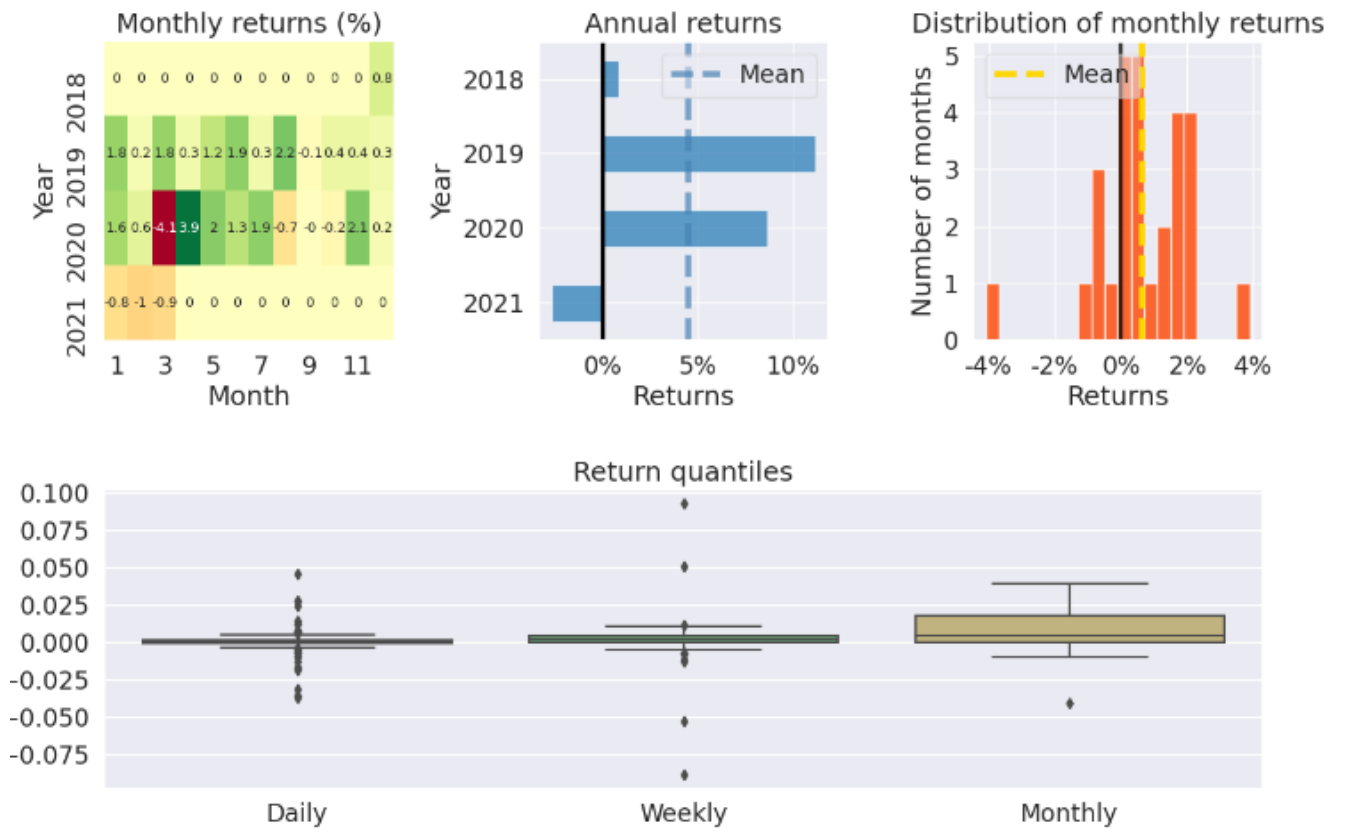 Monthly returns (%)
2018
0 0 0 0 0 0 0 0 0 0 0 0.8
2019
1.8 0.2 1.8 0.3 1.2 1.9 0.3 2.2 -0.1 0.4 0.4 0.3
2020
1.6 0.6 -4.1 3.9 2 1.3 1.9 -0.7 -0 -0.2 2.1 0.2
2021
-0.8 -1 -0.9 0 0 0 0 0 0 0 0 0
Year
1 3 5 7 9 11
Month
Annual returns
Mean
2018
2019
2020
2021
Year
0% 5% 10%
Returns
Distribution of monthly returns
Mean
5
4
3
2
1
0
Number of months
-4% -2% 0% 2% 4%
Returns
Return quantiles
0.100
0.075
0.050
0.025
0.000
-0.025
-0.050
-0.075
Daily Weekly Monthly